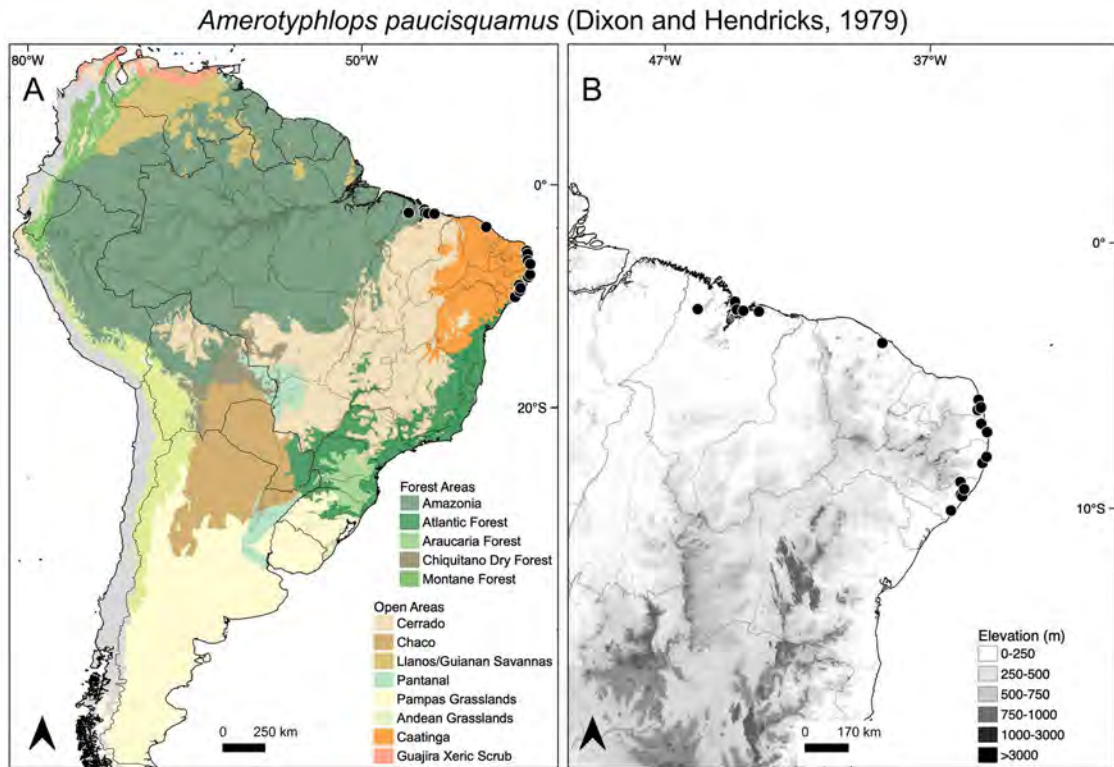 Amerotyphlops paucisquamus (Dixon and Hendricks, 1979)
80°W
50°W
A
0°
20°S
Forest Areas
Amazonia
Atlantic Forest
Araucaria Forest
Chiquitano Dry Forest
Montane Forest
Open Areas
Cerrado
Chaco
Llanos/Guianan Savannas
Pantanal
Pampas Grasslands
Andean Grasslands
Caatinga
Guajira Xeric Scrub
0 250 km
47°W
37°W
B
0°
10°S
Elevation (m)
0-250
250-500
500-750
750-1000
1000-3000
>3000
0 170 km